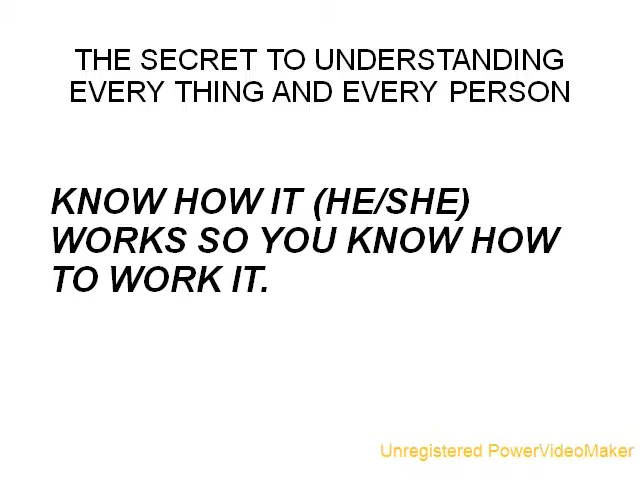 THE SECRET TO UNDERSTANDING
EVERY THING AND EVERY PERSON
KNOW HOW IT (HE/SHE)
WORKS SO YOU KNOW HOW
TO WORK IT.
Unregistered PowerVideoMaker